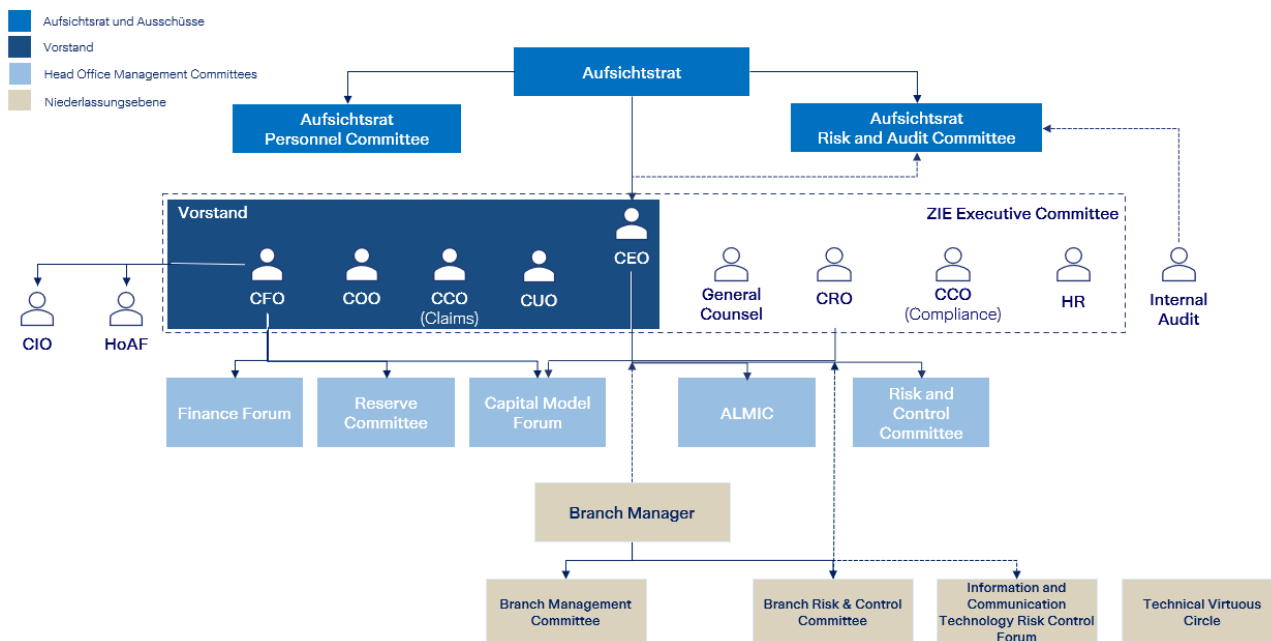 Aufsichtsrat und Ausschüsse
Vorstand
Head Office Management Committees
Niederlassungsebene
Aufsichtstrat
Aufsichtsrat
Personnel Committee
Aufsichtsrat
Risk and Audit Committee
Vorstand
ZIE Executive Committee
CEO
CFO
COO
CCO
(Claims)
CUO
General
Counsel
CRO
CCO
(Compliance)
HR
Internal
Audit
CIO
HoAF
Finance Forum
Reserve
Committee
Capital Model
Forum
ALMIC
Risk and
Control
Committee
Branch Manager
Branch Management
Committee
Branch Risk & Control
Committee
Information and
Communication
Technology Risk Control
Forum
Technical Virtuous
Circle